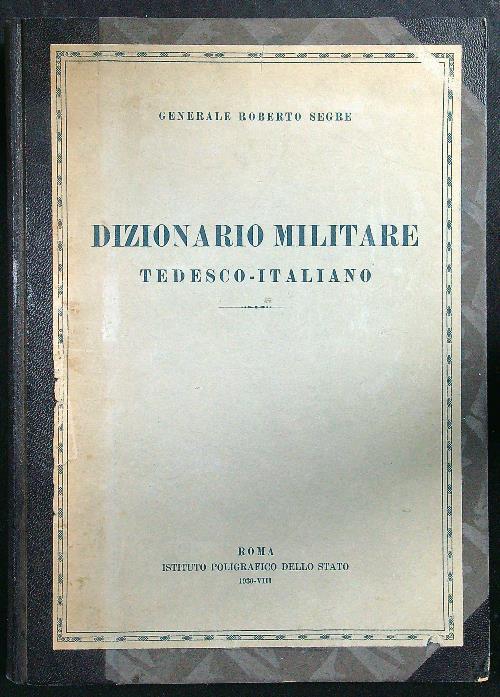 GENERALE ROBERTO SEGRE
DIZIONARIO MILITARE
TEDESCO-ITALIANO
ROMA
ISTITUTO POLIGRAFICO DELLO STATO
1930-VIII